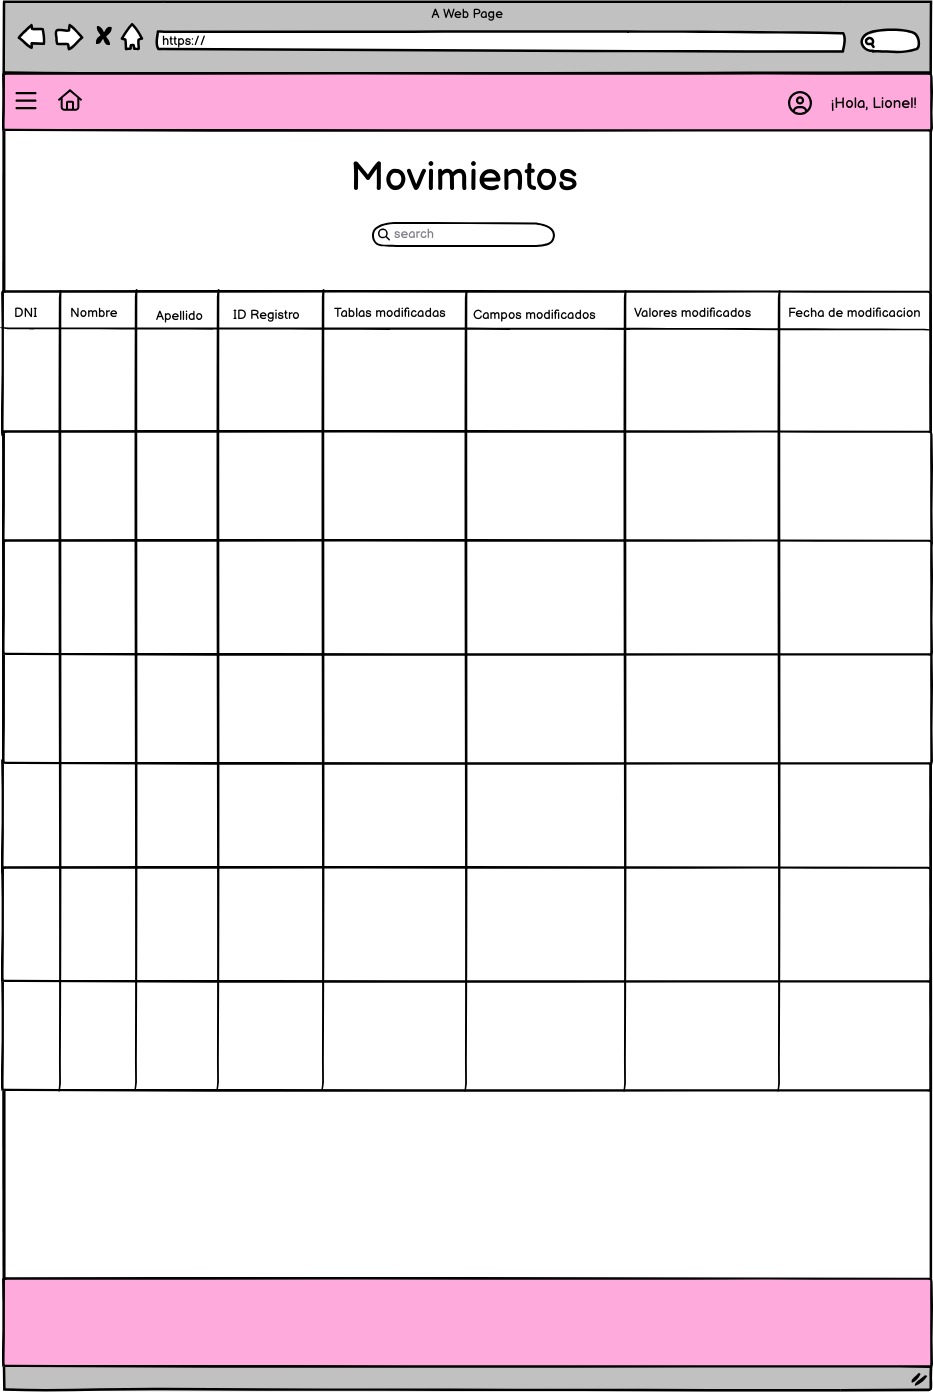 A Web Page
https://
¡Hola, Lionel!
Movimientos
search
DNI Nombre Apellido ID Registro Tablas modificadas Campos modificados Valores modificados Fecha de modificacion